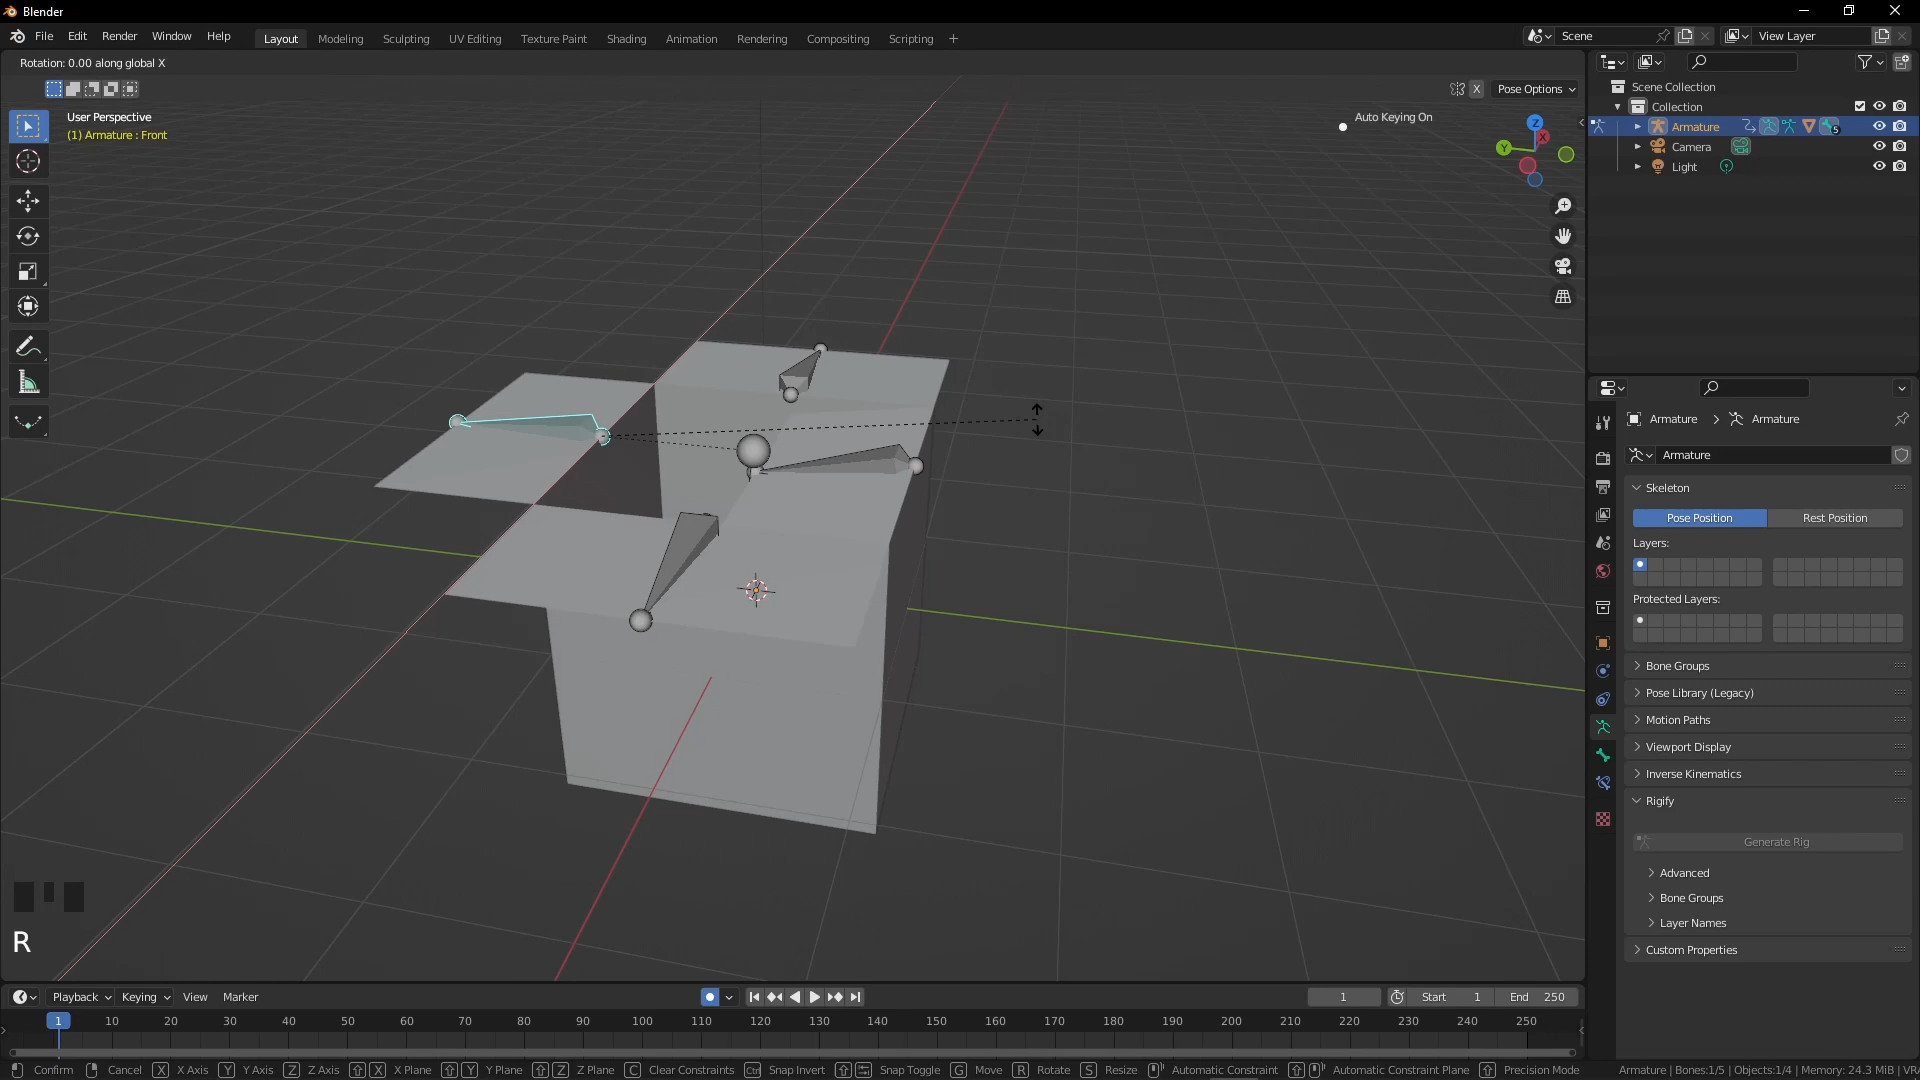 Blender
File Edit Render Window Help
Layout Modeling Sculpting UV Editing Texture Paint Shading Animation Rendering Compositing Scripting
Scene
View Layer
Rotation: 0.00 along global X
X Pose Options
User Perspective
(1) Armature : Front
Auto Keying On
Z
X
Y
Scene Collection
Collection
Armature 5
Camera
Light
Armature Armature
Armature
Skeleton
Pose Position Rest Position
Layers:
Protected Layers:
Bone Groups
Pose Library (Legacy)
Motion Paths
Viewport Display
Inverse Kinematics
Rigify
Generate Rig
Advanced
Bone Groups
Layer Names
Custom Properties
R
Playback Keying View Marker
1 Start 1 End 250
1 10 20 30 40 50 60 70 80 90 100 110 120 130 140 150 160 170 180 190 200 210 220 230 240 250
Confirm Cancel X X Axis Y Y Axis Z Z Axis X X Plane Y Y Plane Z Z Plane C Clear Constraints Ctrl Snap Invert Snap Toggle G Move R Rotate S Resize Automatic Constraint Automatic Constraint Plane Precision Mode
Armature | Bones:1/5 | Objects:1/4 | Memory: 24.3 MiB | VR